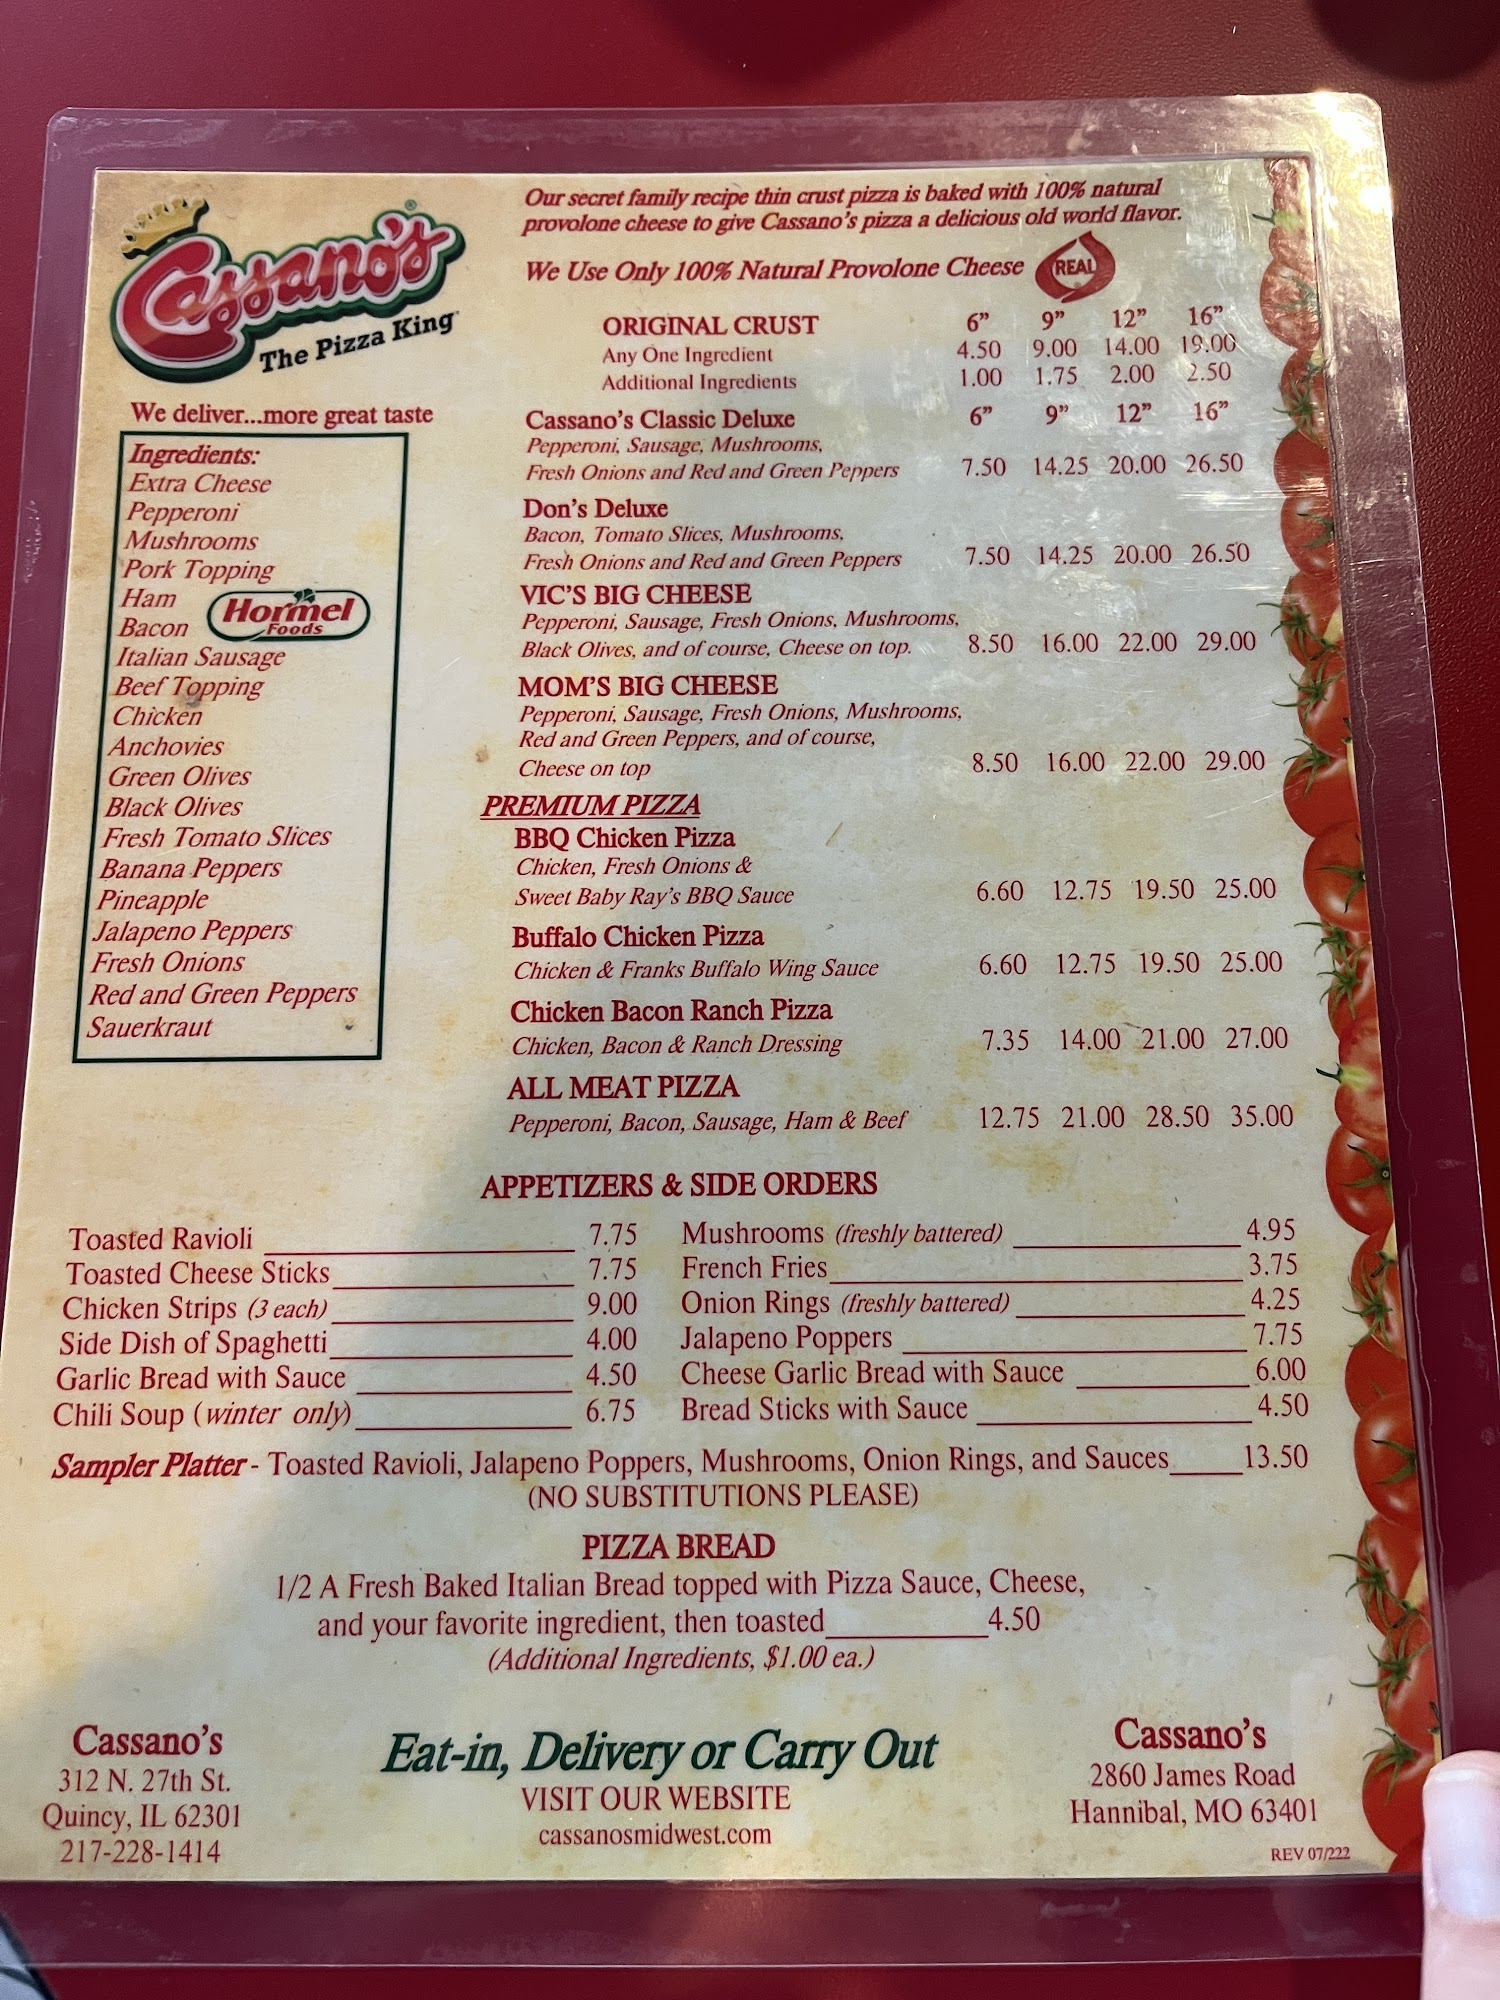 Cassano's®
The Pizza King
We deliver...more great taste
Ingredients:
Extra Cheese
Pepperoni
Mushrooms
Pork Topping
Ham
Bacon
Hormel
Foods
Italian Sausage
Beef Topping
Chicken
Anchovies
Green Olives
Black Olives
Fresh Tomato Slices
Banana Peppers
Pineapple
Jalapeno Peppers
Fresh Onions
Red and Green Peppers
Sauerkraut
Our secret family recipe thin crust pizza is baked with 100% natural
provolone cheese to give Cassano's pizza a delicious old world flavor.
We Use Only 100% Natural Provolone Cheese REAL
ORIGINAL CRUST 6" 9" 12" 16"
Any One Ingredient 4.50 9.00 14.00 19.00
Additional Ingredients 1.00 1.75 2.00 2.50
Cassano's Classic Deluxe 6" 9" 12" 16"
Pepperoni, Sausage, Mushrooms,
Fresh Onions and Red and Green Peppers 7.50 14.25 20.00 26.50
Don's Deluxe
Bacon, Tomato Slices, Mushrooms,
Fresh Onions and Red and Green Peppers 7.50 14.25 20.00 26.50
VIC'S BIG CHEESE
Pepperoni, Sausage, Fresh Onions, Mushrooms,
Black Olives, and of course, Cheese on top. 8.50 16.00 22.00 29.00
MOM'S BIG CHEESE
Pepperoni, Sausage, Fresh Onions, Mushrooms,
Red and Green Peppers, and of course,
Cheese on top 8.50 16.00 22.00 29.00
PREMIUM PIZZA
BBQ Chicken Pizza
Chicken, Fresh Onions &
Sweet Baby Ray's BBQ Sauce 6.60 12.75 19.50 25.00
Buffalo Chicken Pizza
Chicken & Franks Buffalo Wing Sauce 6.60 12.75 19.50 25.00
Chicken Bacon Ranch Pizza
Chicken, Bacon & Ranch Dressing 7.35 14.00 21.00 27.00
ALL MEAT PIZZA
Pepperoni, Bacon, Sausage, Ham & Beef 12.75 21.00 28.50 35.00
APPETIZERS & SIDE ORDERS
Toasted Ravioli 7.75
Toasted Cheese Sticks 7.75
Chicken Strips (3 each) 9.00
Side Dish of Spaghetti 4.00
Garlic Bread with Sauce 4.50
Chili Soup (winter only) 6.75
Mushrooms (freshly battered) 4.95
French Fries 3.75
Onion Rings (freshly battered) 4.25
Jalapeno Poppers 7.75
Cheese Garlic Bread with Sauce 6.00
Bread Sticks with Sauce 4.50
Sampler Platter - Toasted Ravioli, Jalapeno Poppers, Mushrooms, Onion Rings, and Sauces 13.50
(NO SUBSTITUTIONS PLEASE)
PIZZA BREAD
1/2 A Fresh Baked Italian Bread topped with Pizza Sauce, Cheese,
and your favorite ingredient, then toasted 4.50
(Additional Ingredients, $1.00 ea.)
Cassano's
312 N. 27th St.
Quincy, IL 62301
217-228-1414
Eat-in, Delivery or Carry Out
VISIT OUR WEBSITE
cassanosmidwest.com
Cassano's
2860 James Road
Hannibal, MO 63401
REV 07/222